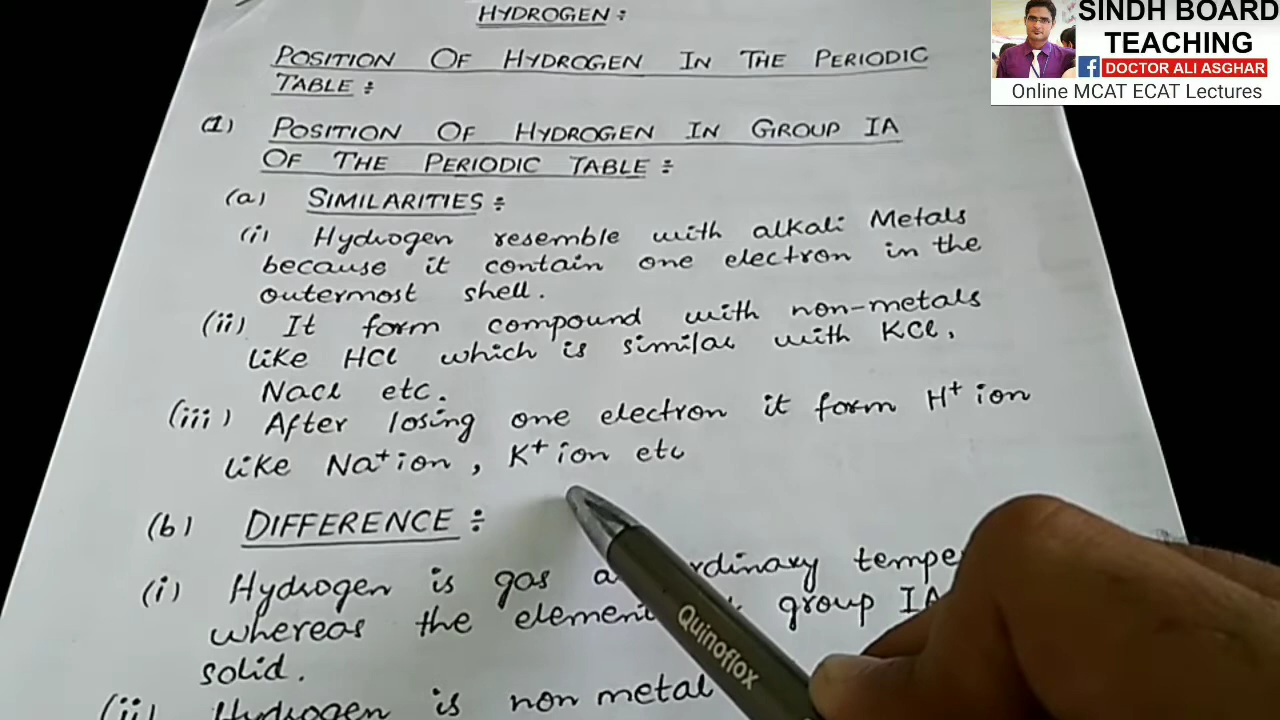 HYDROGEN:
POSITION OF HYDROGEN IN THE PERIODIC
TABLE:
(1) POSITION OF HYDROGEN IN GROUP IA
OF THE PERIODIC TABLE:
(a) SIMILARITIES:
(i) Hydrogen resemble with alkali Metals
because it contain one electron in the
outermost shell.
(ii) It form compound with non-metals
like HCl which is similar with KCl,
NaCl etc.
(iii) After losing one electron it form H+ ion
like Na+ ion, K+ ion etc
(b) DIFFERENCE:
(i) Hydrogen is gas
whereas the group IA
solid.
(ii) Hydrogen is non metal
Quinoflox
SINDH BOARD
TEACHING
f DOCTOR ALI ASGHAR
Online MCAT ECAT Lectures